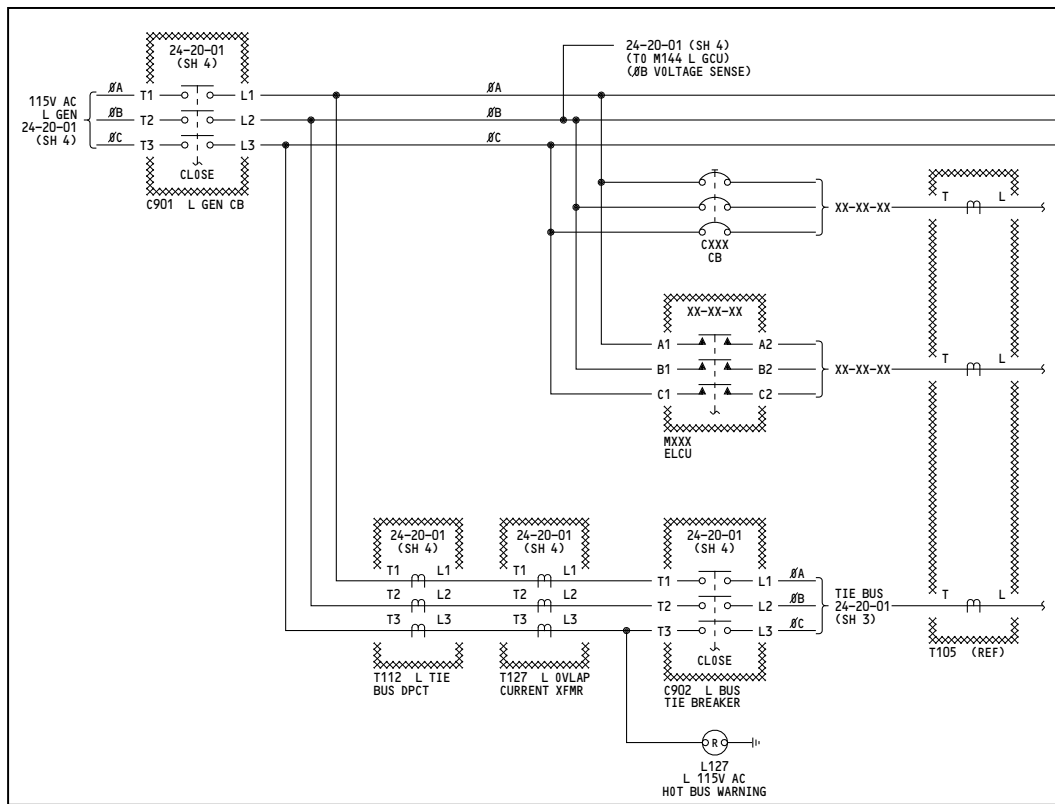 24-20-01
(SH 4)
24-20-01 (SH 4)
(TO M144 L GCU)
(ØB VOLTAGE SENSE)
115V AC
L GEN
24-20-01
(SH 4)
ØA T1 L1 ØA
ØB T2 L2 ØB
ØC T3 L3 ØC
CLOSE
C901 L GEN CB
CXXX
CB
XX-XX-XX
T L
XX-XX-XX
A1 A2
B1 B2
C1 C2
XX-XX-XX
T L
MXXX
ELCU
24-20-01
(SH 4)
24-20-01
(SH 4)
24-20-01
(SH 4)
T1 L1 T1 L1 T1 L1 ØA
T2 L2 T2 L2 T2 L2 ØB
T3 L3 T3 L3 T3 L3 ØC
CLOSE
TIE BUS
24-20-01
(SH 3)
T L
T105 (REF)
T112 L TIE
BUS DPCT
T127 L OVLAP
CURRENT XFMR
C902 L BUS
TIE BREAKER
R
L127
L 115V AC
HOT BUS WARNING